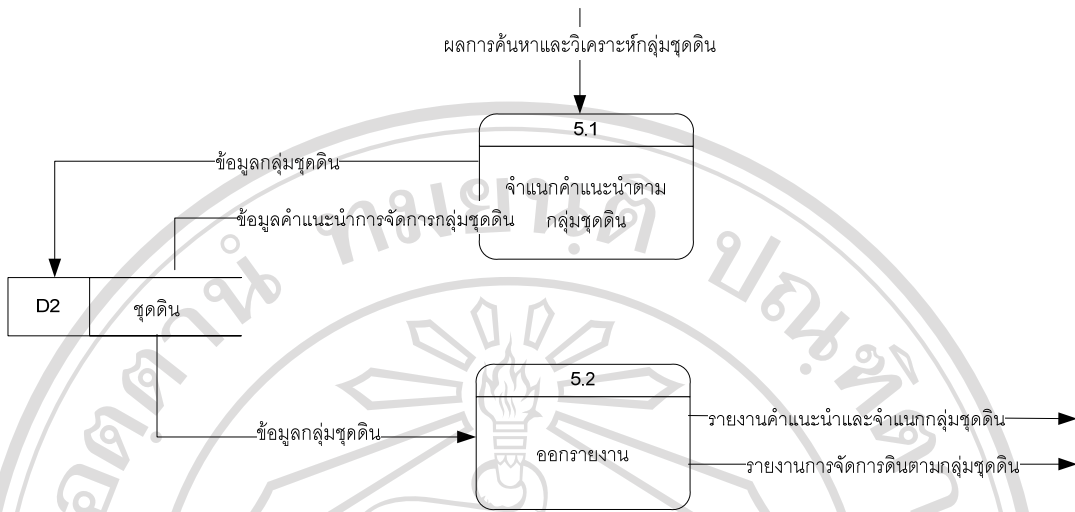 ผลการค้นหาและวิเคราะห์กลุ่มชุดดิน
5.1
ข้อมูลกลุ่มชุดดิน
จำแนกคำแนะนำตาม
กลุ่มชุดดิน
ข้อมูลคำแนะนำการจัดการกลุ่มชุดดิน
D2
ชุดดิน
5.2
รายงานคำแนะนำและจำแนกกลุ่มชุดดิน
ข้อมูลกลุ่มชุดดิน
ออกรายงาน
รายงานการจัดการดินตามกลุ่มชุดดิน